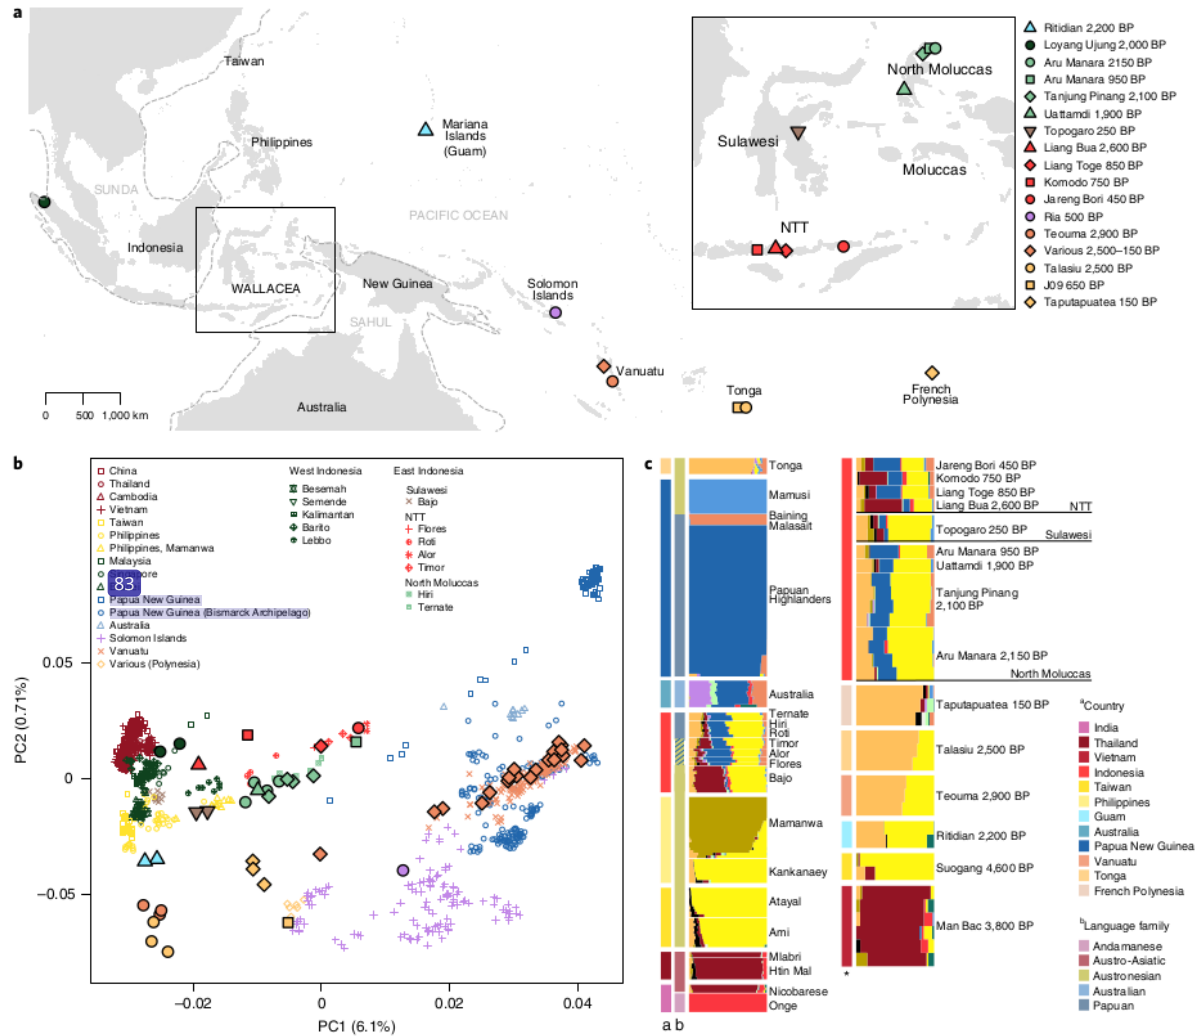 a
Taiwan
Philippines
Mariana
Islands
(Guam)
SUNDA
PACIFIC OCEAN
Indonesia
WALLACEA
New Guinea
SAHUL
Solomon
Islands
Vanuatu
Tonga
French
Polynesia
Australia
0 500 1,000 km
North Moluccas
Sulawesi
Moluccas
NTT
Ritidian 2,200 BP
Loyang Ujung 2,000 BP
Aru Manara 2150 BP
Aru Manara 950 BP
Tanjung Pinang 2,100 BP
Uattamdi 1,900 BP
Topogaro 250 BP
Liang Bua 2,600 BP
Liang Toge 850 BP
Komodo 750 BP
Jareng Bori 450 BP
Ria 500 BP
Teouma 2,900 BP
Various 2,500–150 BP
Talasiu 2,500 BP
J09 650 BP
Taputapuatea 150 BP
b
China
Thailand
Cambodia
Vietnam
Taiwan
Philippines
Philippines, Mamanwa
Malaysia
83
Papua New Guinea
Papua New Guinea (Bismarck Archipelago)
Australia
Solomon Islands
Vanuatu
Various (Polynesia)
West Indonesia
Besemah
Semende
Kalimantan
Barito
Lebbo
East Indonesia
Sulawesi
Bajo
NTT
Flores
Roti
Alor
Timor
North Moluccas
Hiri
Ternate
PC2 (0.71%)
0.05
0
−0.05
−0.02 0 0.02 0.04
PC1 (6.1%)
c
Tonga
Mamusi
Baining
Malasait
Papuan
Highlanders
Australia
Ternate
Hiri
Roti
Timor
Alor
Flores
Bajo
Mamanwa
Kankanaey
Atayal
Ami
Mlabri
Htin Mal
Nicobarese
Onge
a b
Jareng Bori 450 BP
Komodo 750 BP
Liang Toge 850 BP
Liang Bua 2,600 BP
NTT
Topogaro 250 BP
Sulawesi
Aru Manara 950 BP
Uattamdi 1,900 BP
Tanjung Pinang
2,100 BP
Aru Manara 2,150 BP
North Moluccas
Taputapuatea 150 BP
Talasiu 2,500 BP
Teouma 2,900 BP
Ritidian 2,200 BP
Suogang 4,600 BP
Man Bac 3,800 BP
*
aCountry
India
Thailand
Vietnam
Indonesia
Taiwan
Philippines
Guam
Australia
Papua New Guinea
Vanuatu
Tonga
French Polynesia
bLanguage family
Andamanese
Austro-Asiatic
Austronesian
Australian
Papuan